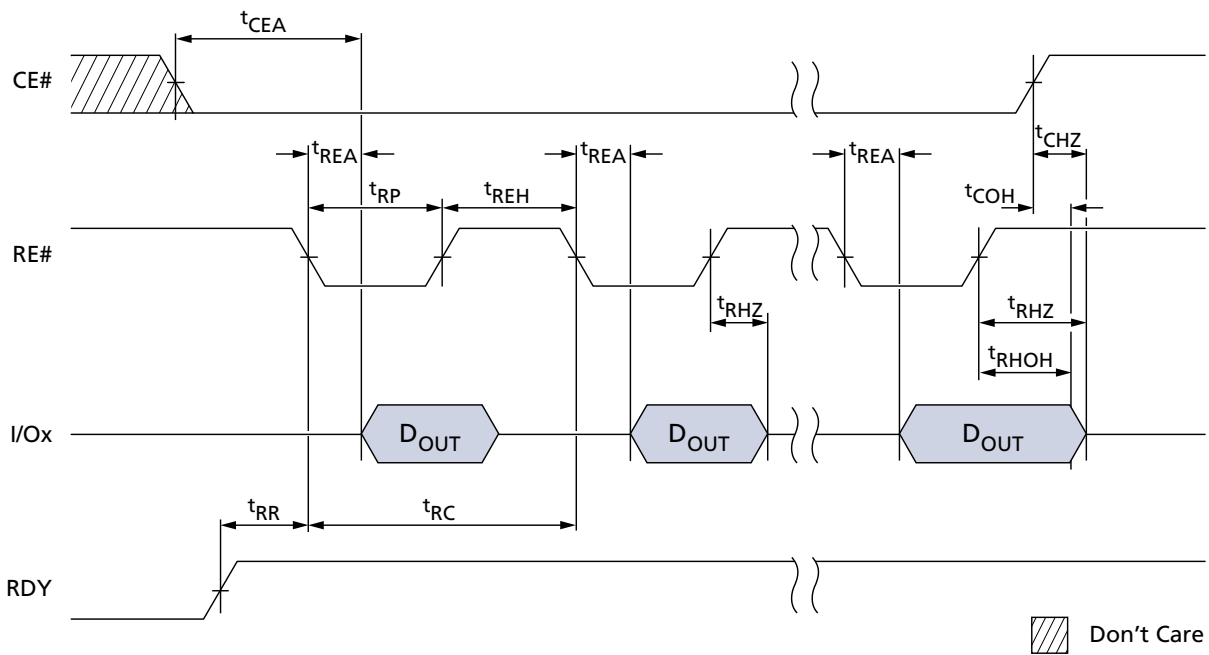 tCEA
CE#
tCHZ
tREA
tREA
tREA
tRP
tREH
tCOH
RE#
tRHZ
tRHZ
tRHOH
I/Ox
DOUT
DOUT
DOUT
tRR
tRC
RDY
Don't Care